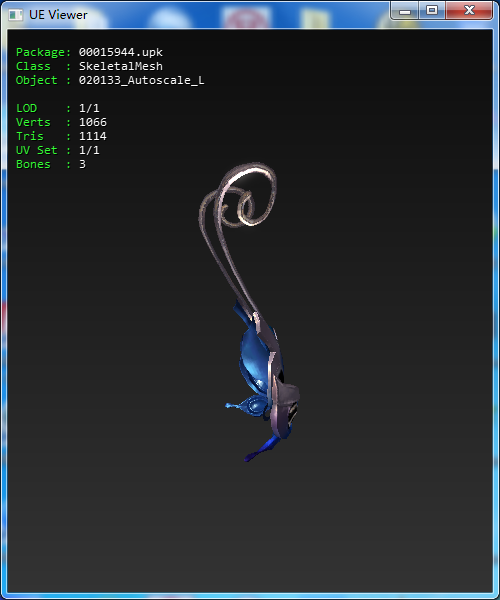 UE Viewer
Package: 00015944.upk
Class  : SkeletalMesh
Object : 020133_Autoscale_L
LOD    : 1/1
Verts  : 1066
Tris   : 1114
UV Set : 1/1
Bones  : 3